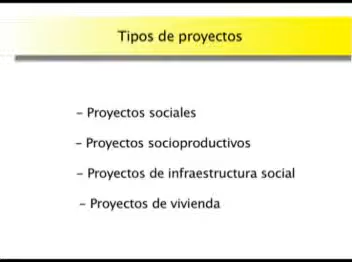 Tipos de proyectos
– Proyectos sociales
– Proyectos socioproductivos
– Proyectos de infraestructura social
– Proyectos de vivienda